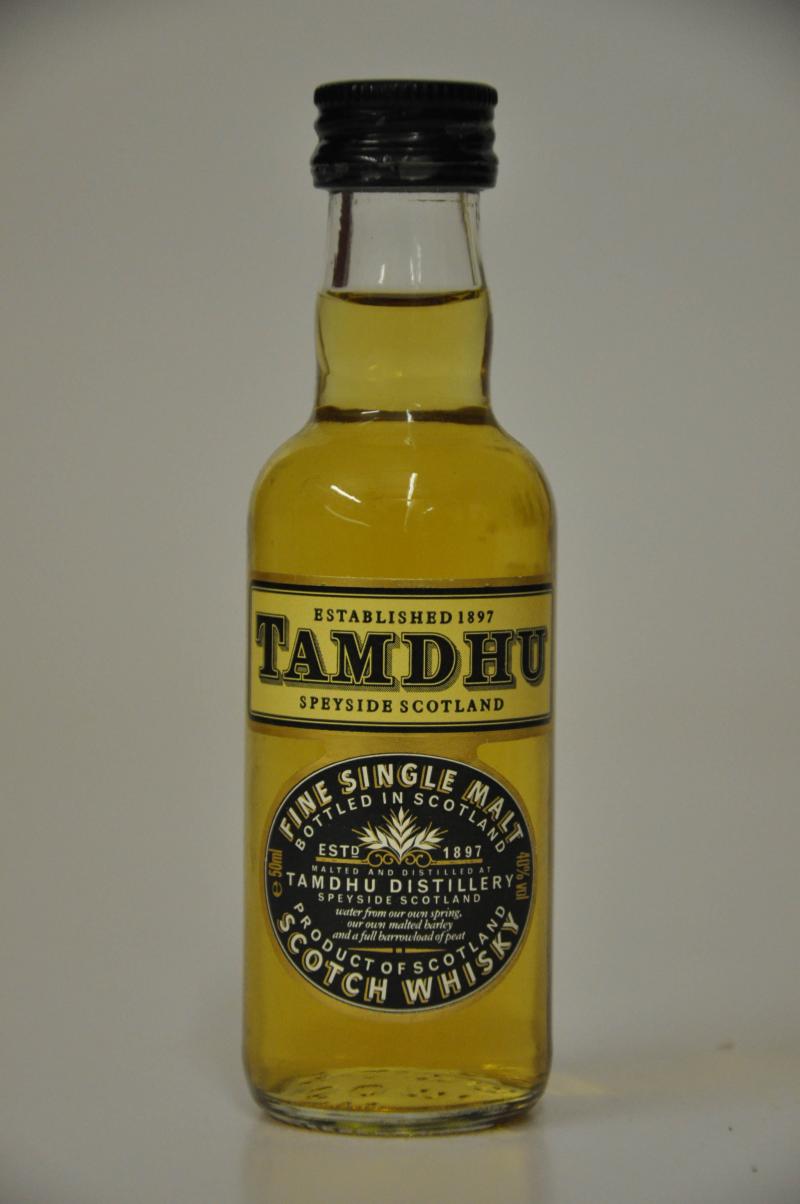 ESTABLISHED 1897
TAMDHU
SPEYSIDE SCOTLAND
FINE SINGLE MALT
BOTTLED IN SCOTLAND
ESTD 1897
e 50ml
40% vol
MALTED AND DISTILLED AT
TAMDHU DISTILLERY
SPEYSIDE SCOTLAND
water from our own spring,
our own malted barley
and a full barrowload of peat
PRODUCT OF SCOTLAND
SCOTCH WHISKY